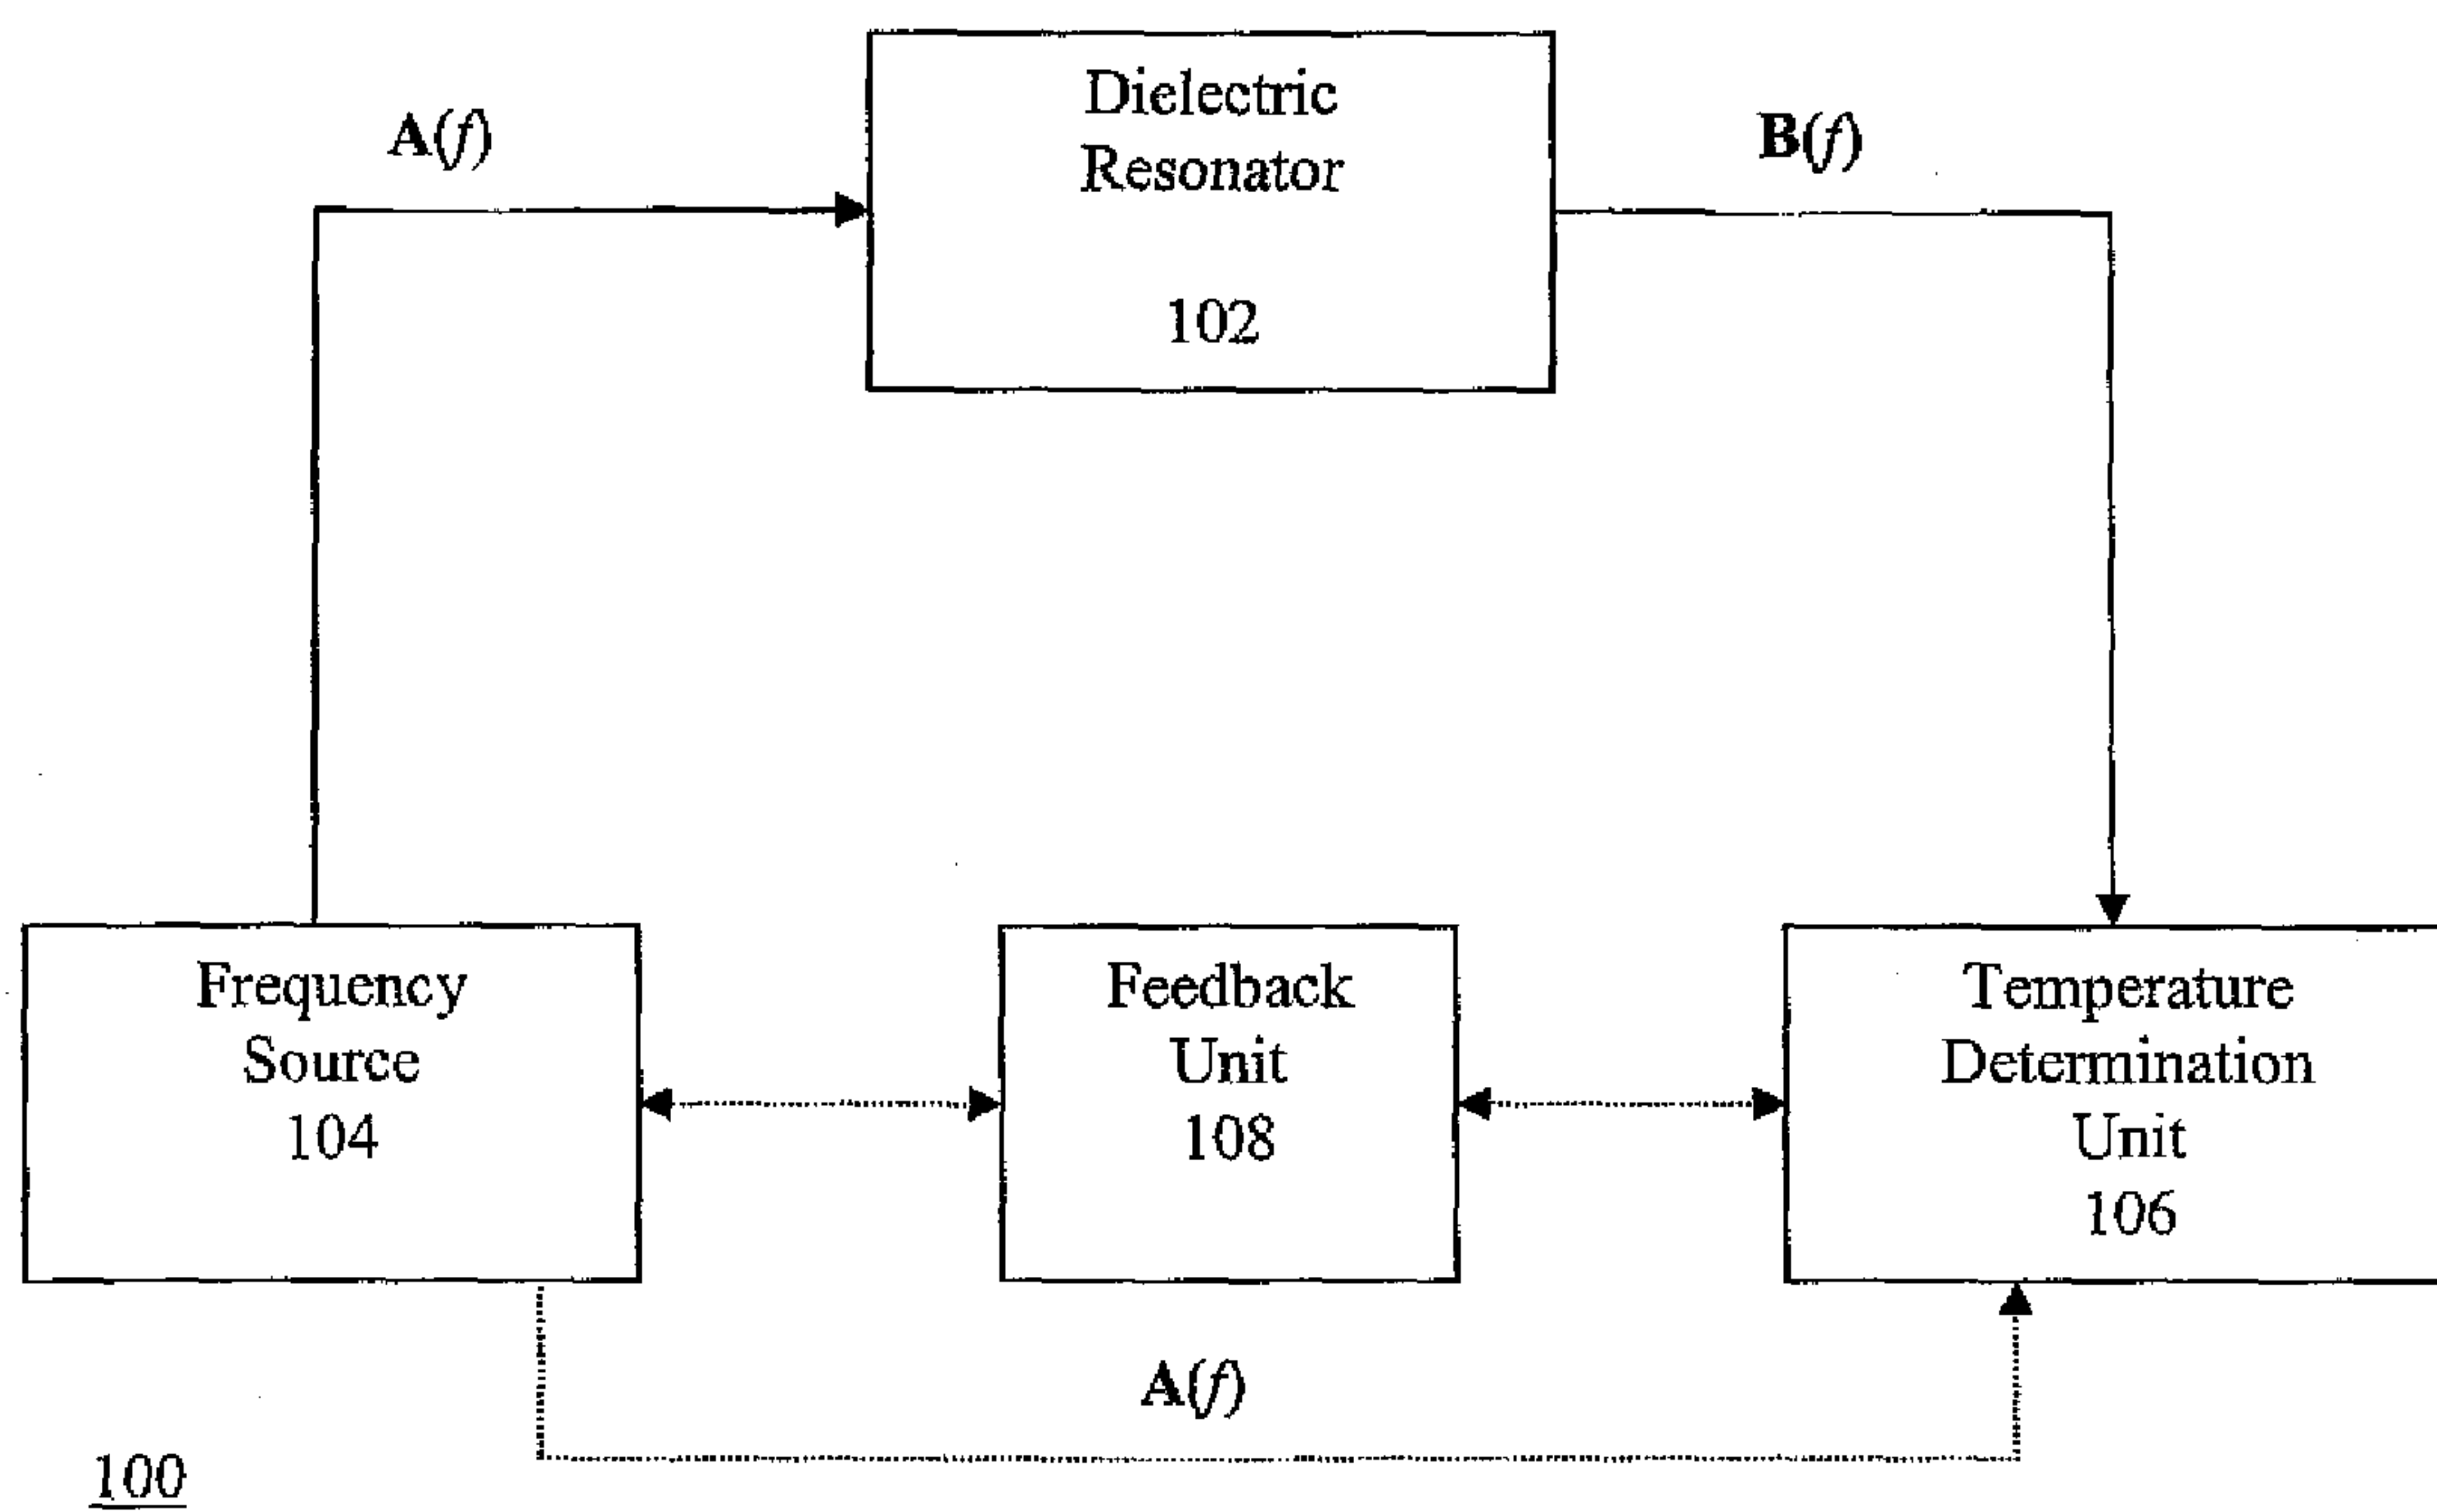 A(f)
Dielectric
Resonator
102
B(f)
Frequency
Source
104
Feedback
Unit
108
Temperature
Determination
Unit
106
A(f)
100